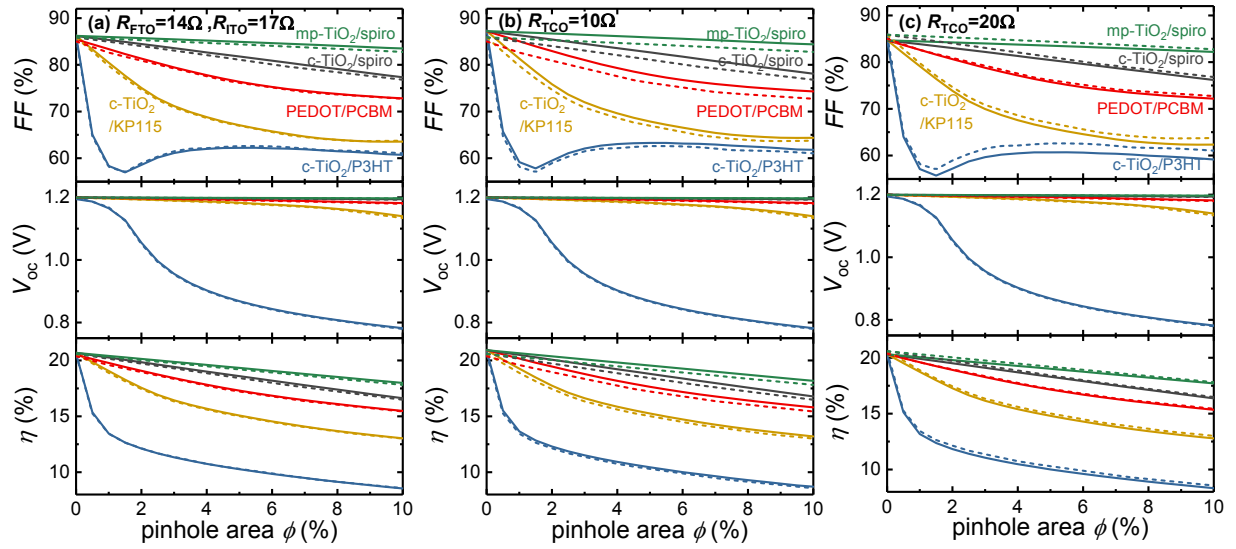 (a) R_FTO=14Ω ,R_ITO=17Ω
mp-TiO₂/spiro
c-TiO₂/spiro
PEDOT/PCBM
c-TiO₂
/KP115
c-TiO₂/P3HT
FF (%)
90
80
70
60
V_oc (V)
1.2
1.0
0.8
η (%)
20
15
10
0 2 4 6 8 10
pinhole area ϕ (%)
(b) R_TCO=10Ω
mp-TiO₂/spiro
c-TiO₂/spiro
PEDOT/PCBM
c-TiO₂
/KP115
c-TiO₂/P3HT
FF (%)
90
80
70
60
V_oc (V)
1.2
1.0
0.8
η (%)
20
15
10
0 2 4 6 8 10
pinhole area ϕ (%)
(c) R_TCO=20Ω
mp-TiO₂/spiro
c-TiO₂/spiro
PEDOT/PCBM
c-TiO₂
/KP115
c-TiO₂/P3HT
FF (%)
90
80
70
60
V_oc (V)
1.2
1.0
0.8
η (%)
20
15
10
0 2 4 6 8 10
pinhole area ϕ (%)